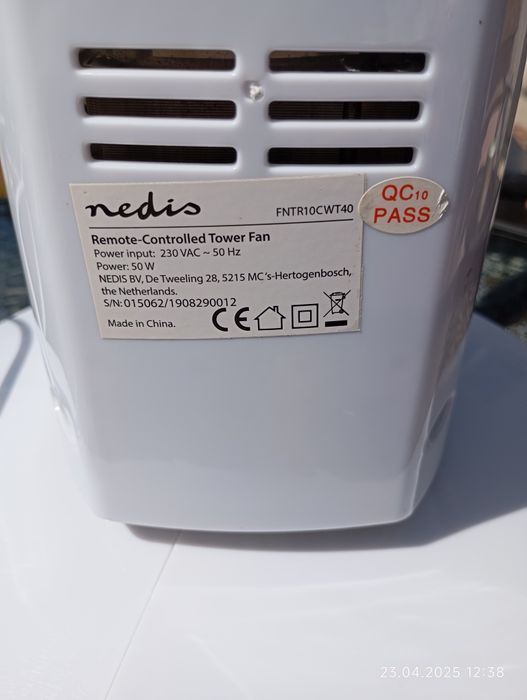 nedis
FNTR10CWT40
QC10
PASS
Remote-Controlled Tower Fan
Power input: 230 VAC ~ 50 Hz
Power: 50 W
NEDIS BV, De Tweeling 28, 5215 MC 's-Hertogenbosch,
the Netherlands.
S/N: 015062/1908290012
Made in China.
CE
23.04.2025 12:38